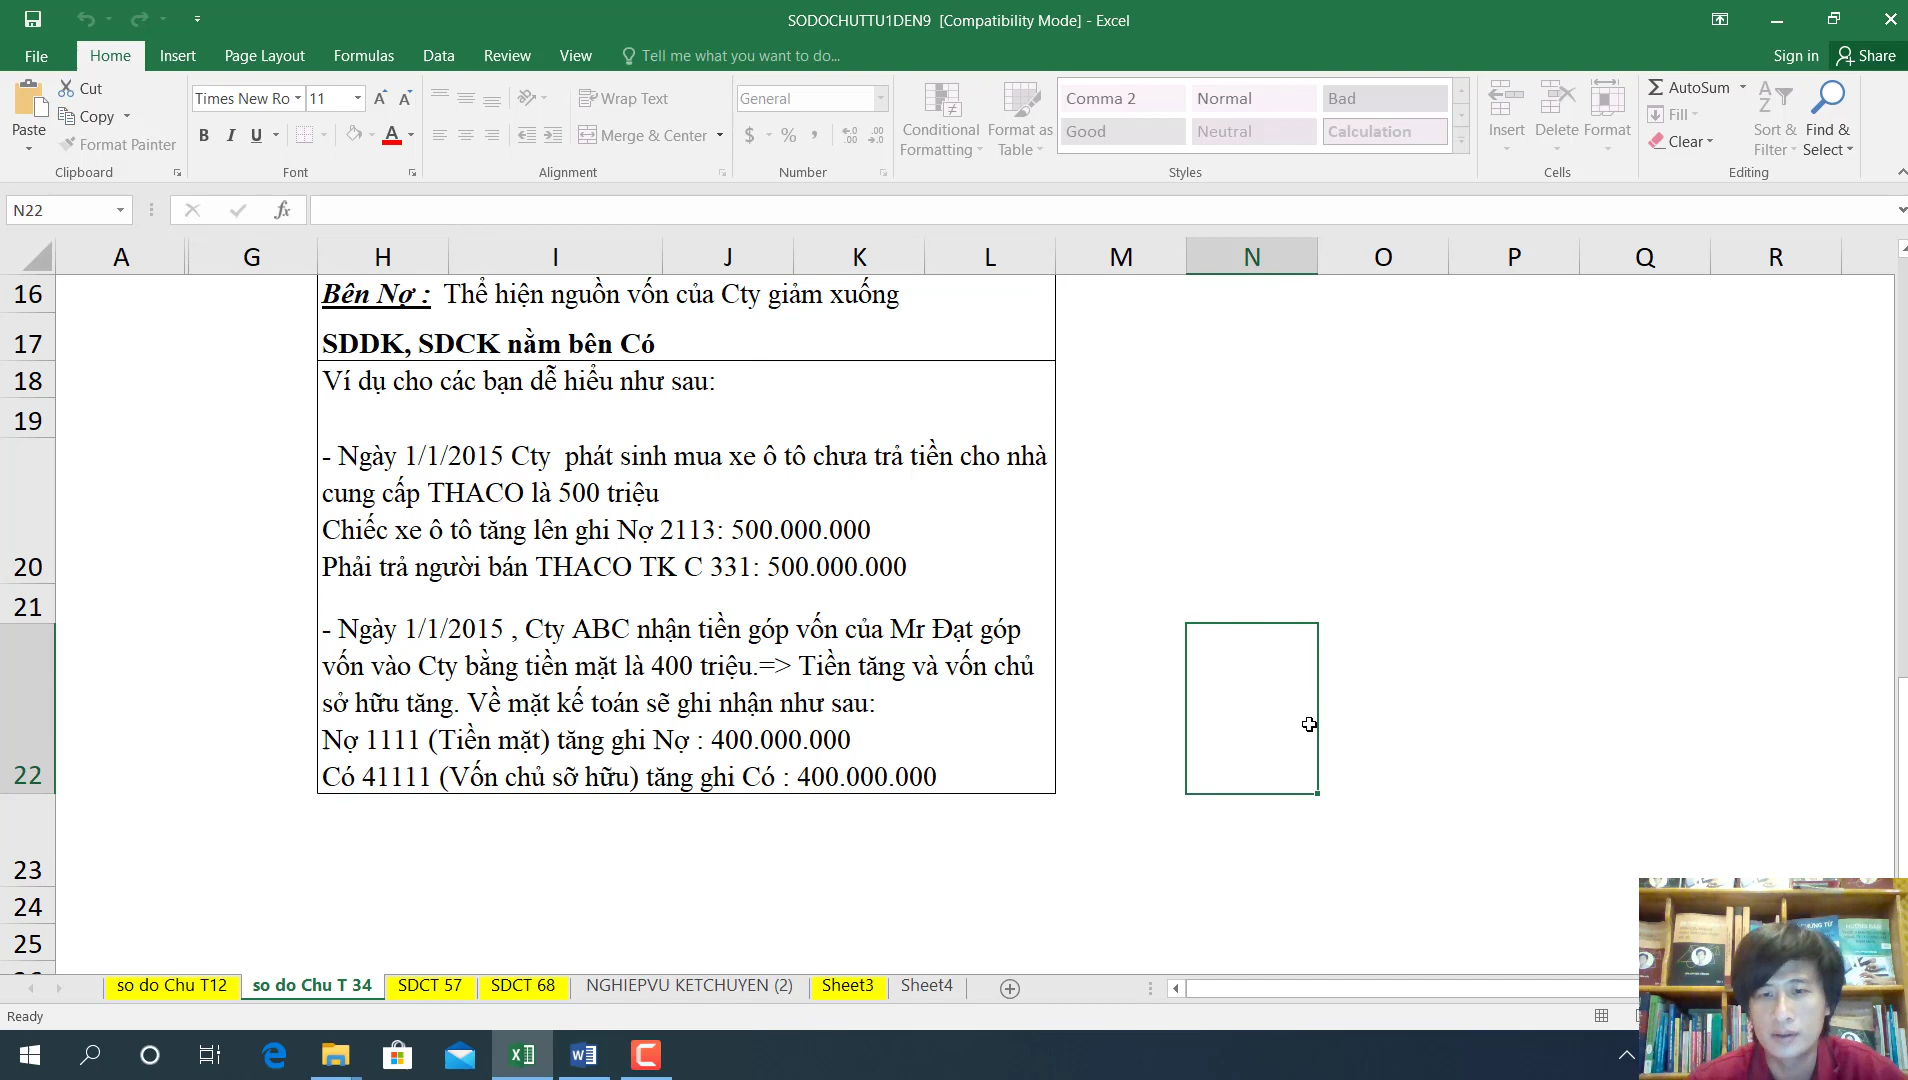 SODOCHUTTU1DEN9 [Compatibility Mode] - Excel
File Home Insert Page Layout Formulas Data Review View Tell me what you want to do... Sign in Share
Paste
Cut
Copy
Format Painter
Clipboard
Times New Ro 11
B I U
Font
Wrap Text
Merge & Center
Alignment
General
$ % ,
Number
Conditional Formatting
Format as Table
Comma 2 Normal Bad
Good Neutral Calculation
Styles
Insert Delete Format
Cells
AutoSum
Fill
Clear
Sort & Filter
Find & Select
Editing
N22
fx
A G H I J K L M N O P Q R
16 Bên Nợ : Thể hiện nguồn vốn của Cty giảm xuống
17 SDDK, SDCK nằm bên Có
18 Ví dụ cho các bạn dễ hiểu như sau:
19
- Ngày 1/1/2015 Cty phát sinh mua xe ô tô chưa trả tiền cho nhà
cung cấp THACO là 500 triệu
Chiếc xe ô tô tăng lên ghi Nợ 2113: 500.000.000
20 Phải trả người bán THACO TK C 331: 500.000.000
21
- Ngày 1/1/2015 , Cty ABC nhận tiền góp vốn của Mr Đạt góp
vốn vào Cty bằng tiền mặt là 400 triệu.=> Tiền tăng và vốn chủ
sở hữu tăng. Về mặt kế toán sẽ ghi nhận như sau:
Nợ 1111 (Tiền mặt) tăng ghi Nợ : 400.000.000
22 Có 41111 (Vốn chủ sỡ hữu) tăng ghi Có : 400.000.000
23
24
25
so do Chu T12 so do Chu T 34 SDCT 57 SDCT 68 NGHIEPVU KETCHUYEN (2) Sheet3 Sheet4
Ready